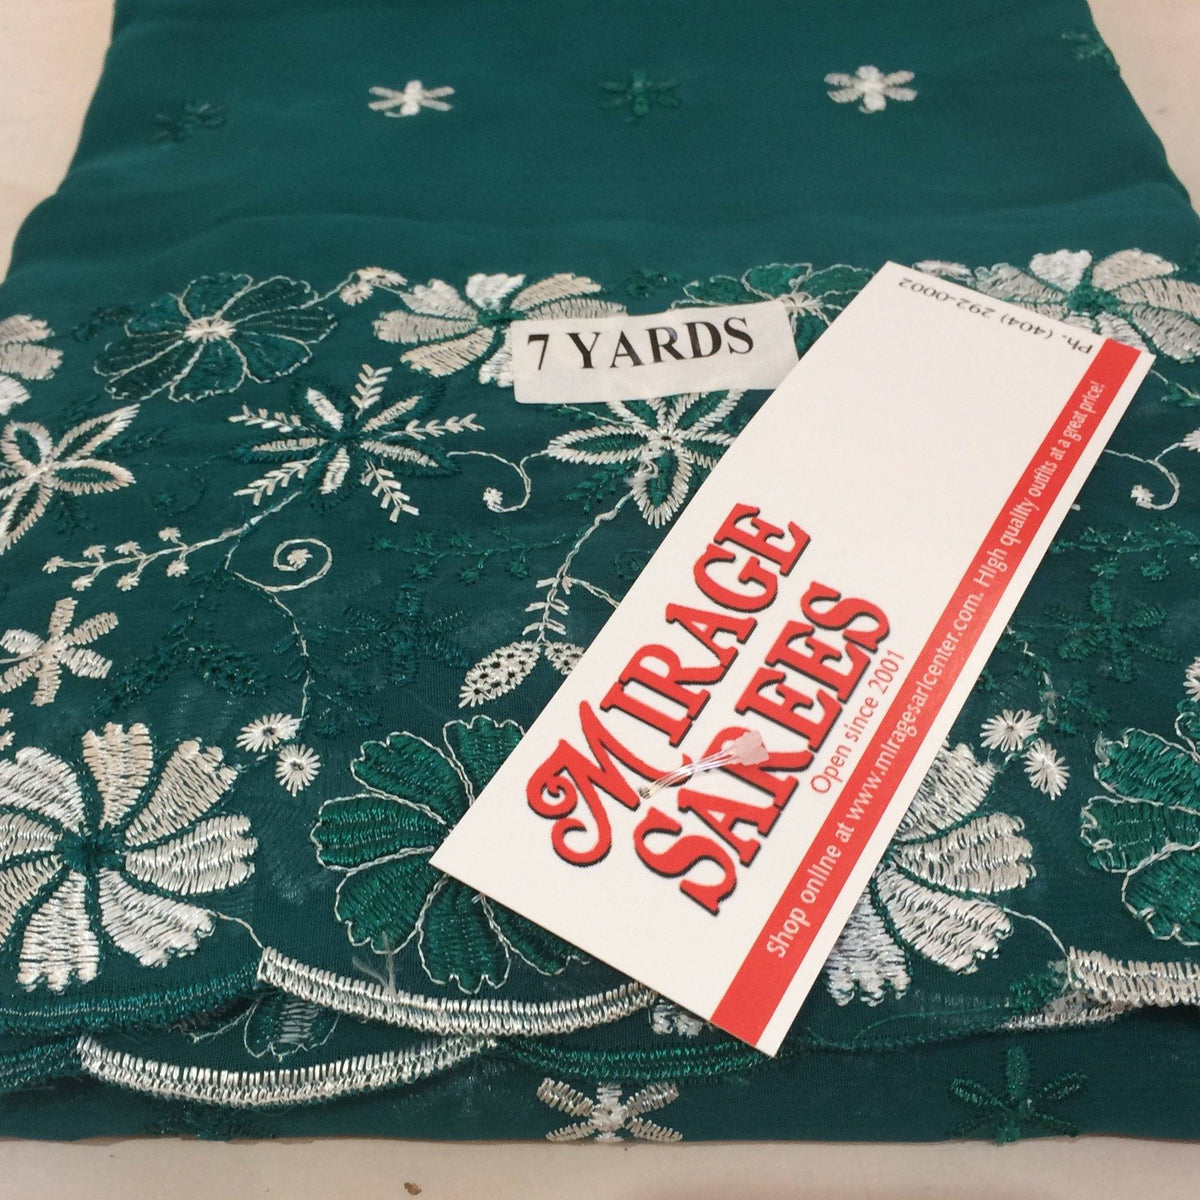 7 YARDS
Ph. (404) 292-0002
MIRAGE
SAREES
Open since 2001
Shop online at www.miragesaricenter.com. High quality outfits at a great price!